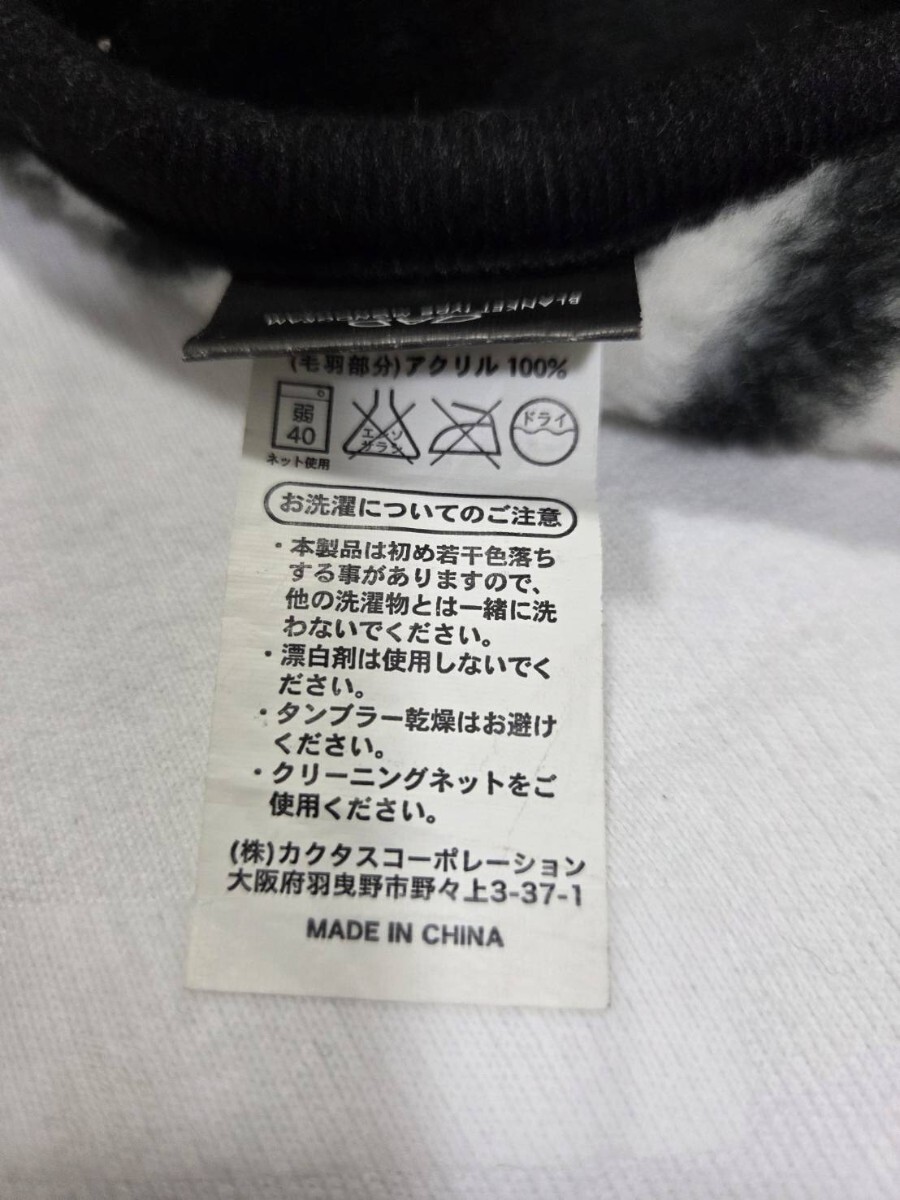 (毛羽部分)アクリル 100%
弱
40
ネット使用
エンソ
サラシ
ドライ
お洗濯についてのご注意
・本製品は初め若干色落ち
する事がありますので、
他の洗濯物とは一緒に洗
わないでください。
・漂白剤は使用しないでく
ださい。
・タンブラー乾燥はお避け
ください。
・クリーニングネットをご
使用ください。
(株)カクタスコーポレーション
大阪府羽曳野市野々上3-37-1
MADE IN CHINA